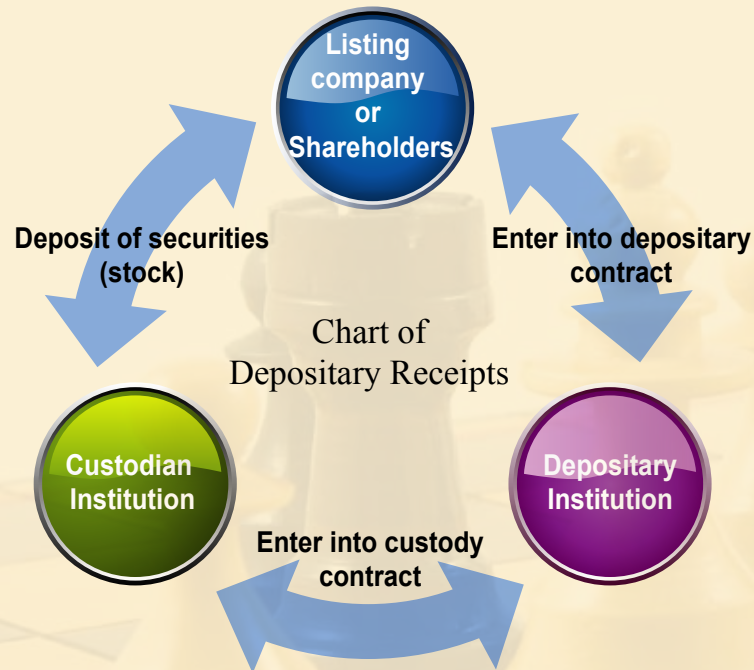 Listing
company
or
Shareholders
Deposit of securities
(stock)
Enter into depositary
contract
Chart of
Depositary Receipts
Custodian
Institution
Depositary
Institution
Enter into custody
contract